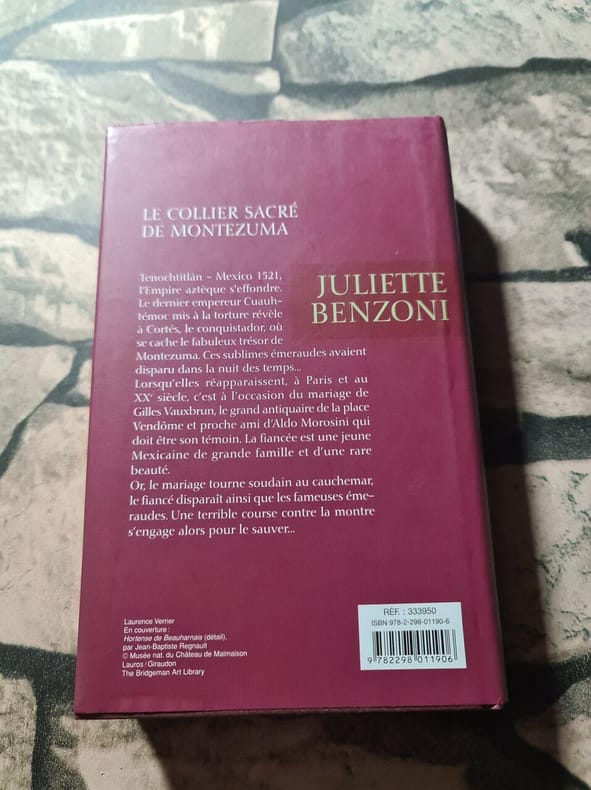 LE COLLIER SACRÉ
DE MONTEZUMA
Tenochtitlán – Mexico 1521,
l'Empire aztèque s'effondre.
Le dernier empereur Cuauh-
témoc mis à la torture révèle
à Cortés, le conquistador, où
se cache le fabuleux trésor de
Montezuma. Ces sublimes émeraudes avaient
disparu dans la nuit des temps...
Lorsqu'elles réapparaissent, à Paris et au
XXe siècle, c'est à l'occasion du mariage de
Gilles Vauxbrun, le grand antiquaire de la place
Vendôme et proche ami d'Aldo Morosini qui
doit être son témoin. La fiancée est une jeune
Mexicaine de grande famille et d'une rare
beauté.
Or, le mariage tourne soudain au cauchemar,
le fiancé disparaît ainsi que les fameuses éme-
raudes. Une terrible course contre la montre
s'engage alors pour le sauver...
JULIETTE
BENZONI
Laurence Verrier
En couverture :
Hortense de Beauharnais (détail),
par Jean-Baptiste Regnault
© Musée nat. du Château de Malmaison
Lauros / Giraudon
The Bridgeman Art Library
RÉF. : 333950
ISBN 978-2-298-01190-6
9 782298 011906